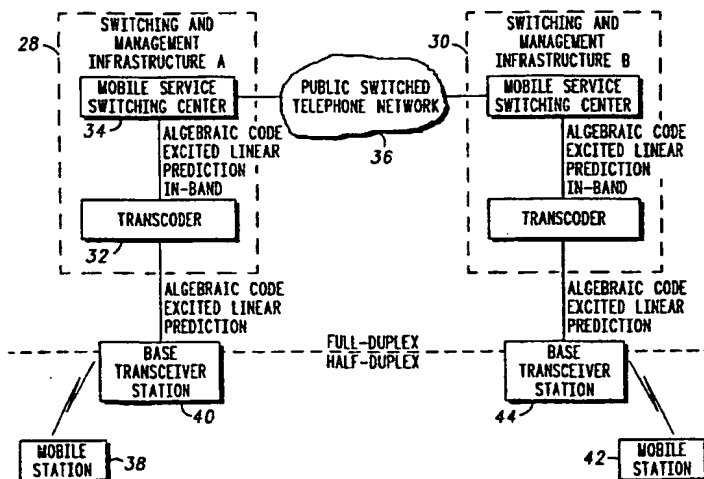 28
SWITCHING AND
MANAGEMENT
INFRASTRUCTURE A
MOBILE SERVICE
SWITCHING CENTER
34
ALGEBRAIC CODE
EXCITED LINEAR
PREDICTION
IN-BAND
TRANSCODER
32
ALGEBRAIC CODE
EXCITED LINEAR
PREDICTION
PUBLIC SWITCHED
TELEPHONE NETWORK
36
30
SWITCHING AND
MANAGEMENT
INFRASTRUCTURE B
MOBILE SERVICE
SWITCHING CENTER
ALGEBRAIC CODE
EXCITED LINEAR
PREDICTION
IN-BAND
TRANSCODER
ALGEBRAIC CODE
EXCITED LINEAR
PREDICTION
FULL-DUPLEX
HALF-DUPLEX
BASE
TRANSCEIVER
STATION
40
BASE
TRANSCEIVER
STATION
44
MOBILE
STATION
38
42
MOBILE
STATION